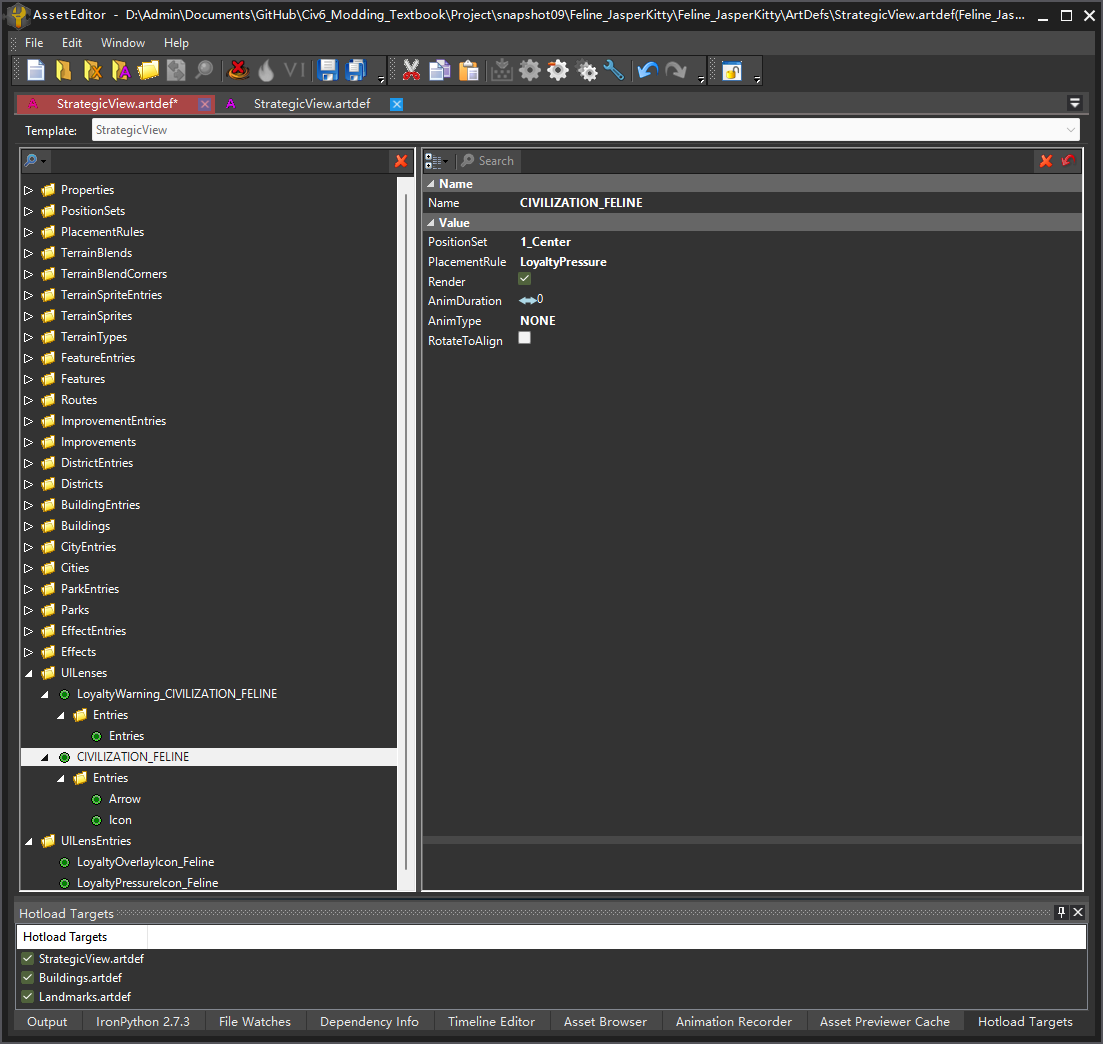 AssetEditor - D:\Admin\Documents\GitHub\Civ6_Modding_Textbook\Project\snapshot09\Feline_JasperKitty\Feline_JasperKitty\ArtDefs\StrategicView.artdef(Feline_Jas...
File Edit Window Help
VI
StrategicView.artdef* StrategicView.artdef
Template: StrategicView
Search
Properties
PositionSets
PlacementRules
TerrainBlends
TerrainBlendCorners
TerrainSpriteEntries
TerrainSprites
TerrainTypes
FeatureEntries
Features
Routes
ImprovementEntries
Improvements
DistrictEntries
Districts
BuildingEntries
Buildings
CityEntries
Cities
ParkEntries
Parks
EffectEntries
Effects
UILenses
LoyaltyWarning_CIVILIZATION_FELINE
Entries
Entries
CIVILIZATION_FELINE
Entries
Arrow
Icon
UILensEntries
LoyaltyOverlayIcon_Feline
LoyaltyPressureIcon_Feline
Name
Name CIVILIZATION_FELINE
Value
PositionSet 1_Center
PlacementRule LoyaltyPressure
Render
AnimDuration 0
AnimType NONE
RotateToAlign
Hotload Targets
Hotload Targets
StrategicView.artdef
Buildings.artdef
Landmarks.artdef
Output IronPython 2.7.3 File Watches Dependency Info Timeline Editor Asset Browser Animation Recorder Asset Previewer Cache Hotload Targets